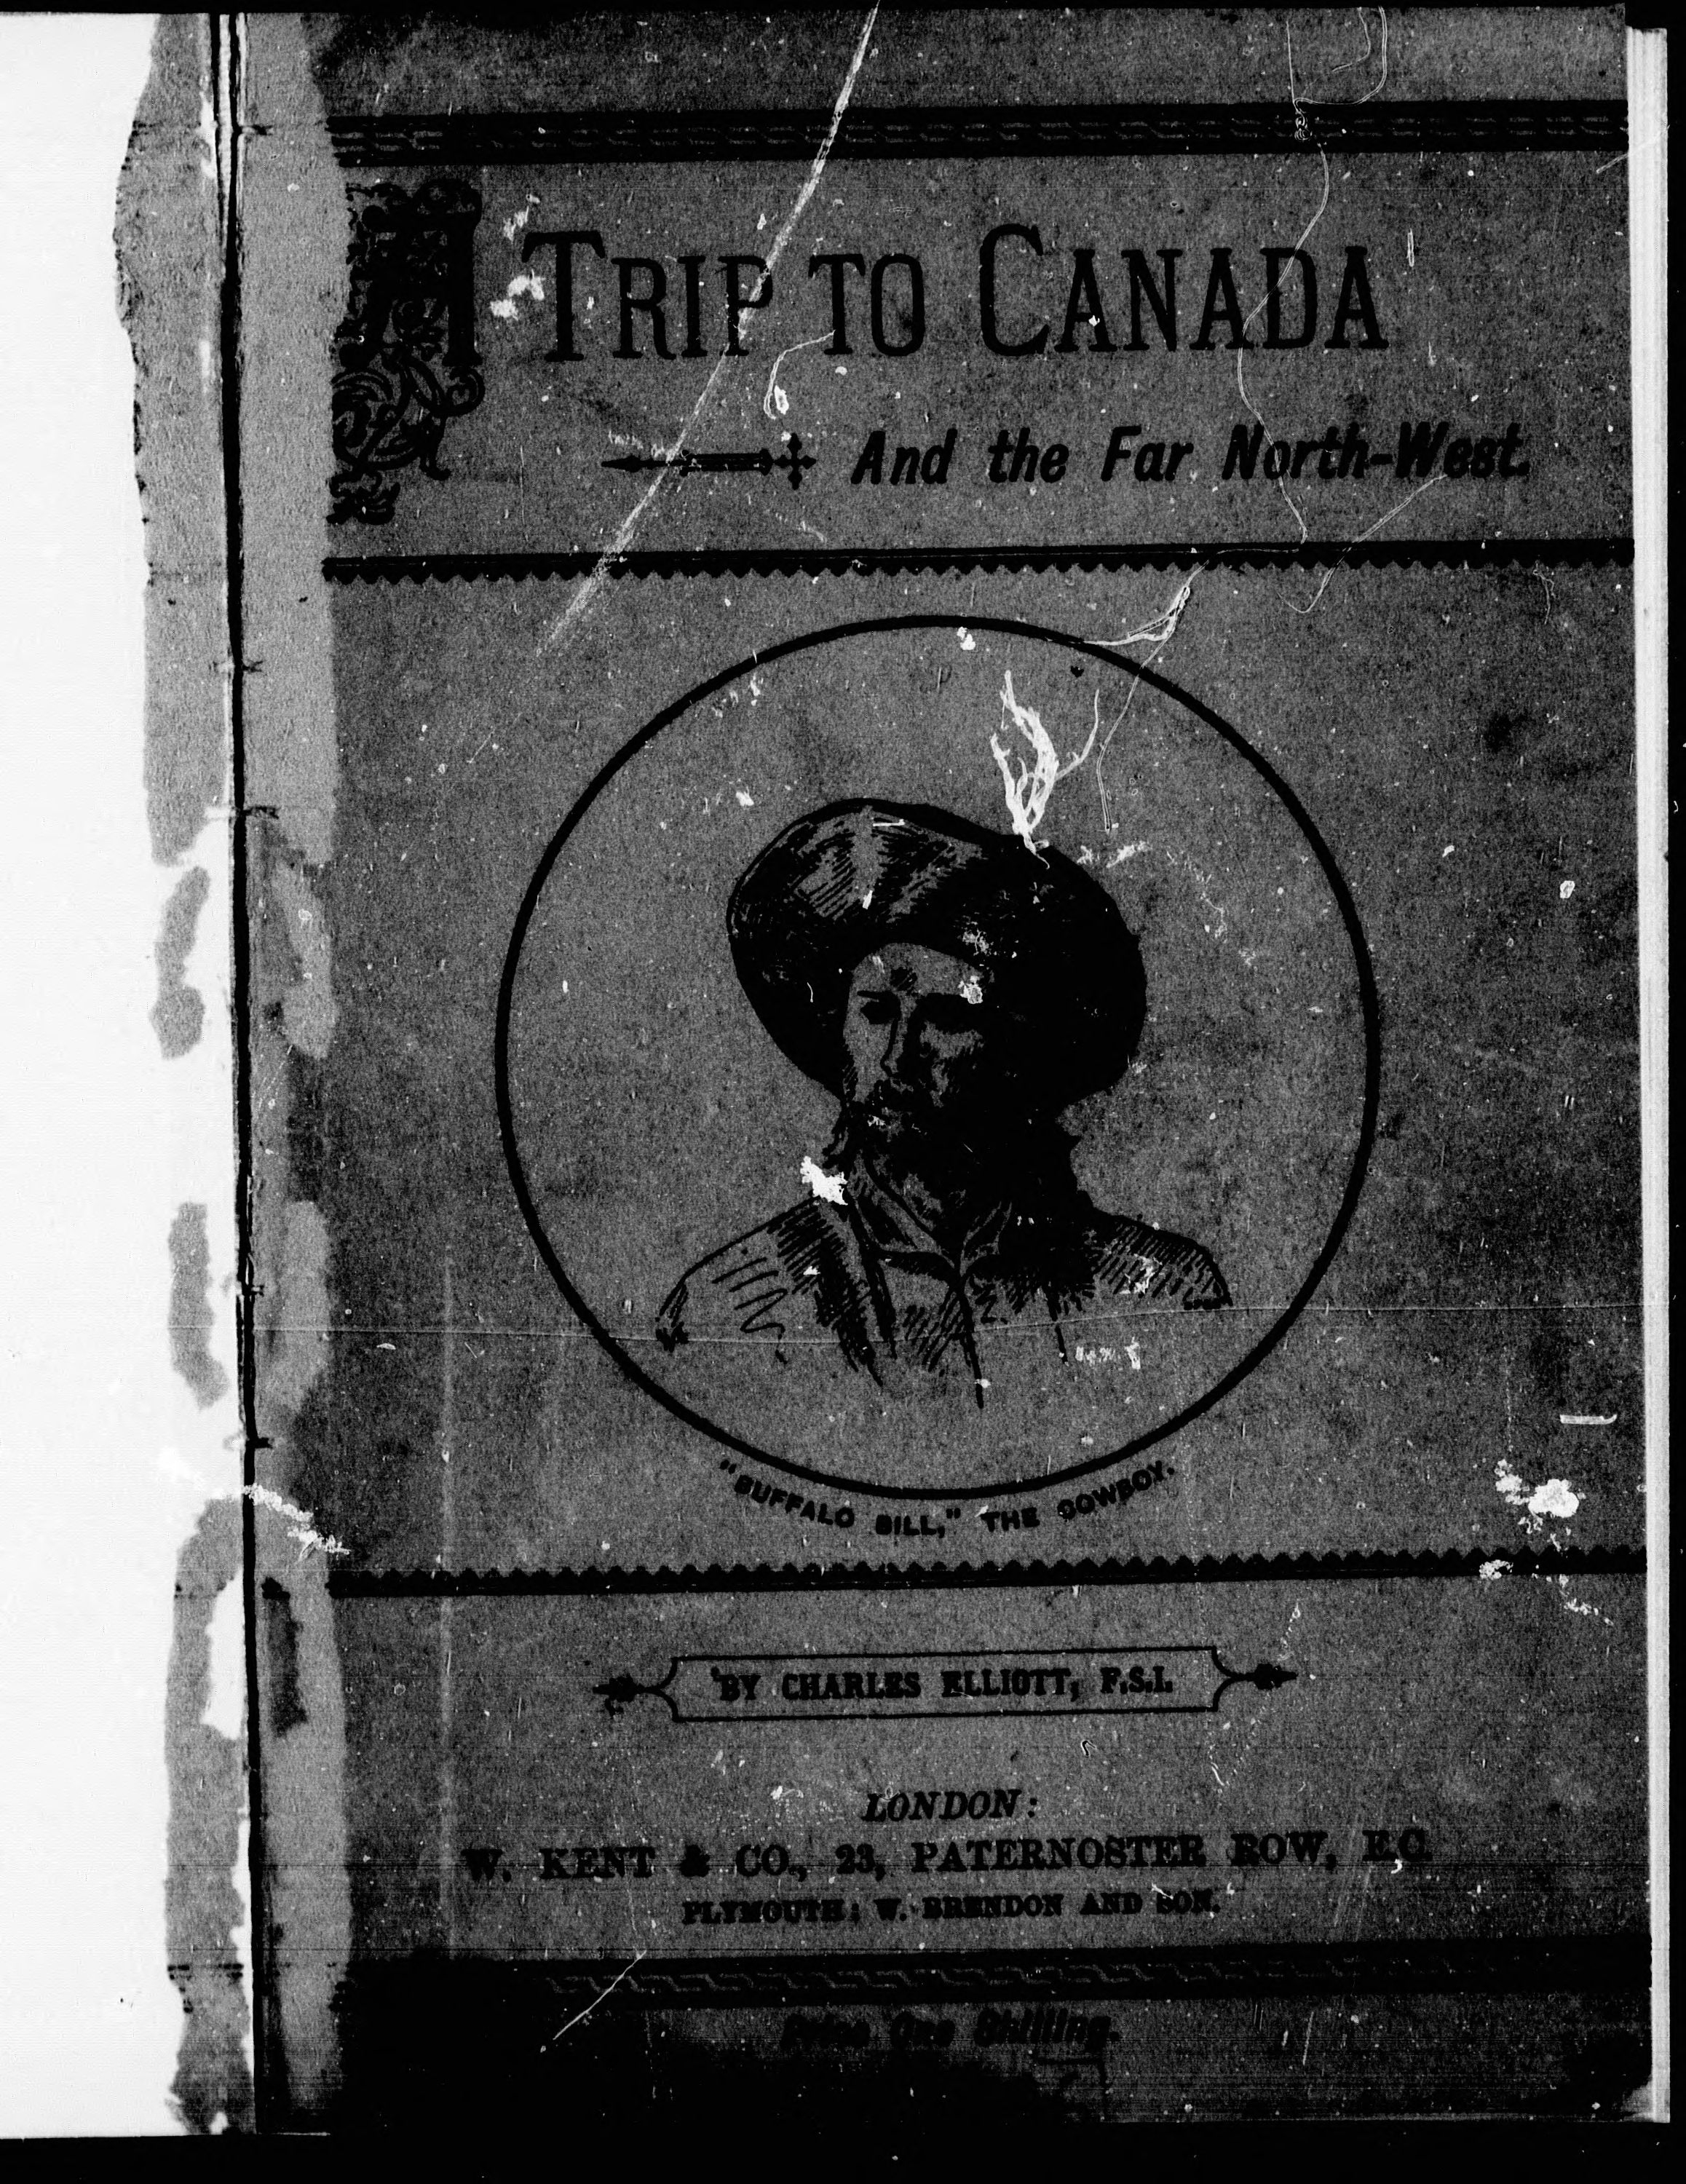 A TRIP TO CANADA
And the Far North-West.
"BUFFALO BILL," THE COWBOY.
BY CHARLES ELLIOTT, F.S.I.
LONDON:
W. KENT & CO., 23, PATERNOSTER ROW, E.C.
PLYMOUTH: W. BRENDON AND SON.
Price One Shilling.